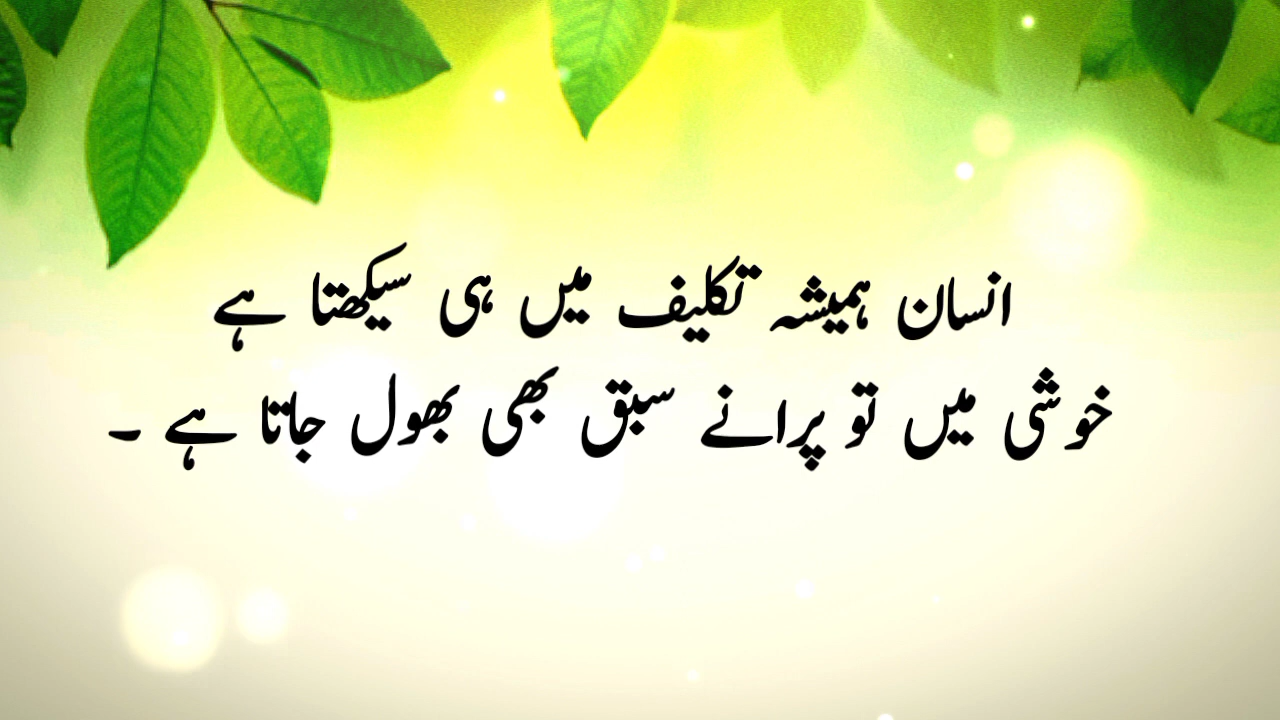 انسان ہمیشہ تکلیف میں ہی سیکھتا ہے
خوشی میں تو پرانے سبق بھی بھول جاتا ہے ۔